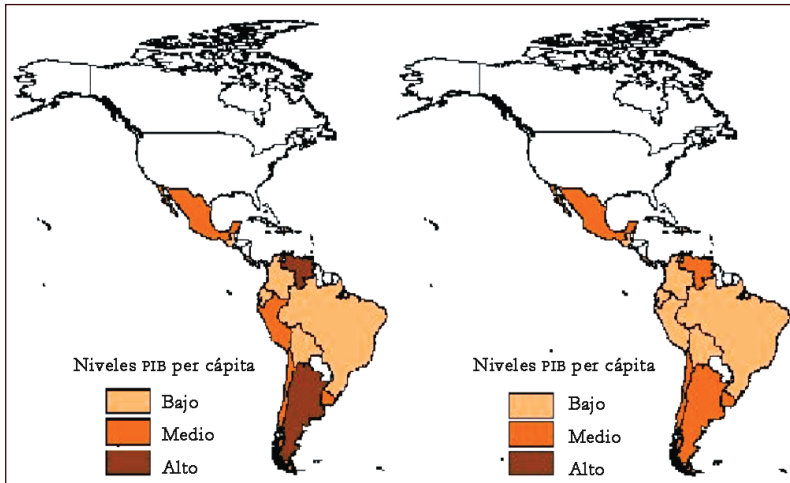 Niveles PIB per cápita
Bajo
Medio
Alto
Niveles PIB per cápita
Bajo
Medio
Alto